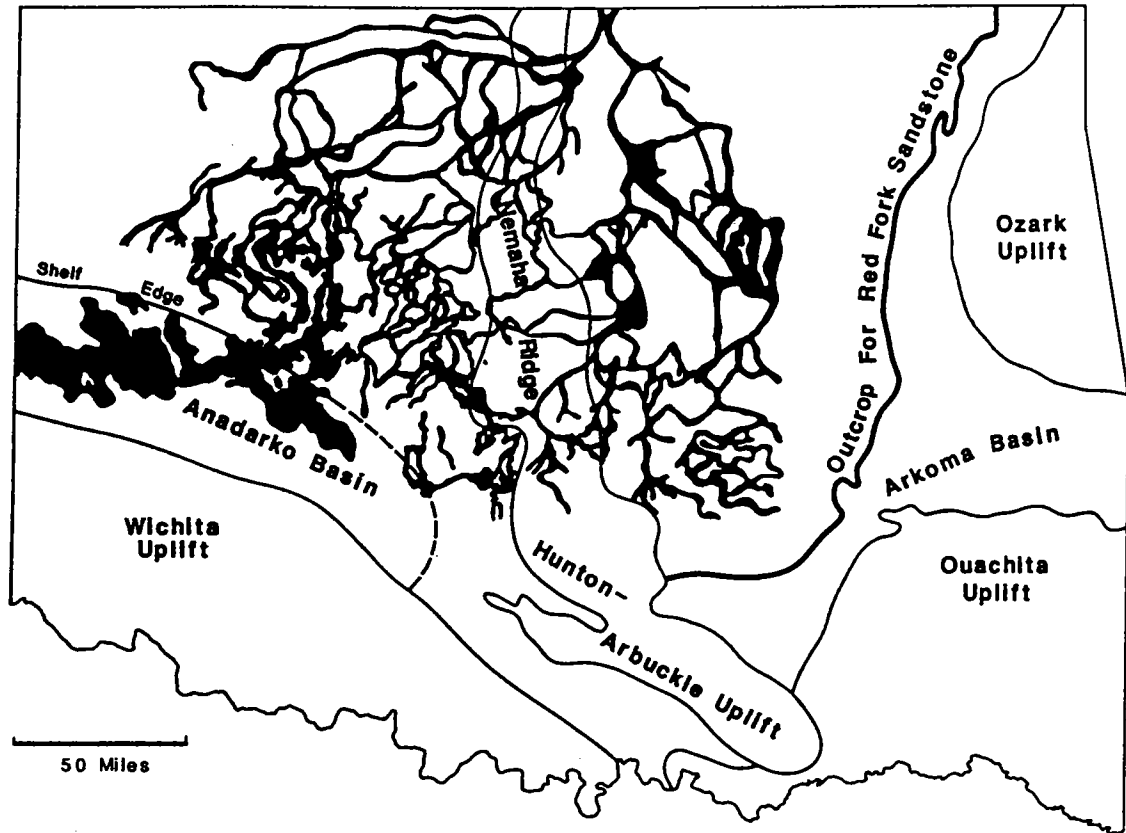 Outcrop For Red Fork Sandstone
Ozark
Uplift
Nemaha
Ridge
Shelf
Edge
Anadarko Basin
Arkoma Basin
Wichita
Uplift
Hunton-
Arbuckle Uplift
Ouachita
Uplift
50 Miles